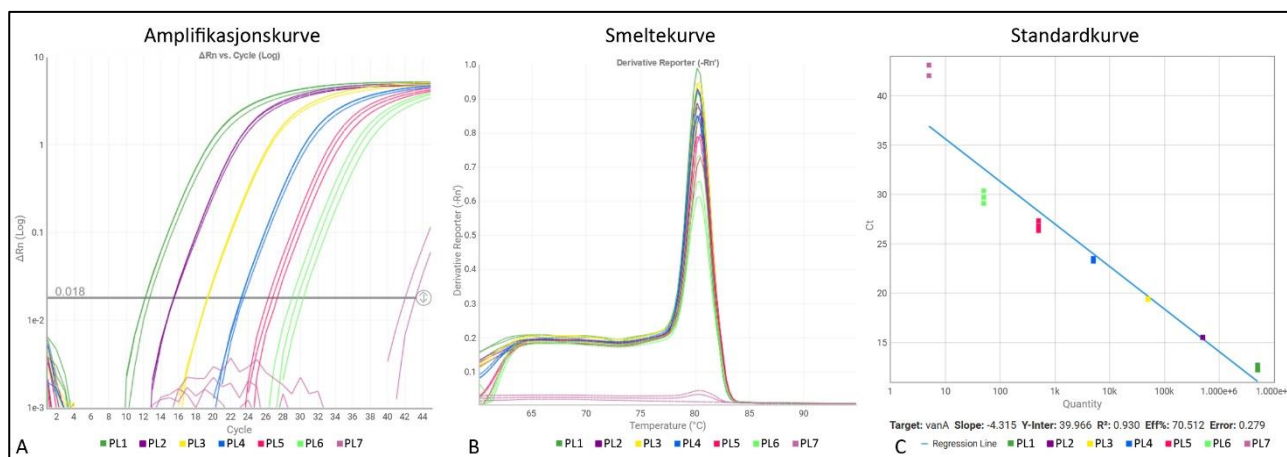 Amplifikasjonskurve
ΔRn vs. Cycle (Log)
10
1
0.1
0.018
1e-2
1e-3
ΔRn (Log)
2 4 6 8 10 12 14 16 18 20 22 24 26 28 30 32 34 36 38 40 42 44
Cycle
A
PL1 PL2 PL3 PL4 PL5 PL6 PL7
Smeltekurve
Derivative Reporter (-Rn')
1.0
0.9
0.8
0.7
0.6
0.5
0.4
0.3
0.2
0.1
Derivative Reporter (-Rn')
65 70 75 80 85 90
Temperature (°C)
B
PL1 PL2 PL3 PL4 PL5 PL6 PL7
Standardkurve
40
35
30
25
20
15
Ct
1 10 100 1k 10k 100k 1.000e+6 1.000e+
Quantity
Target: vanA Slope: -4.315 Y-Inter: 39.966 R²: 0.930 Eff%: 70.512 Error: 0.279
C
Regression Line PL1 PL2 PL3 PL4 PL5 PL6 PL7